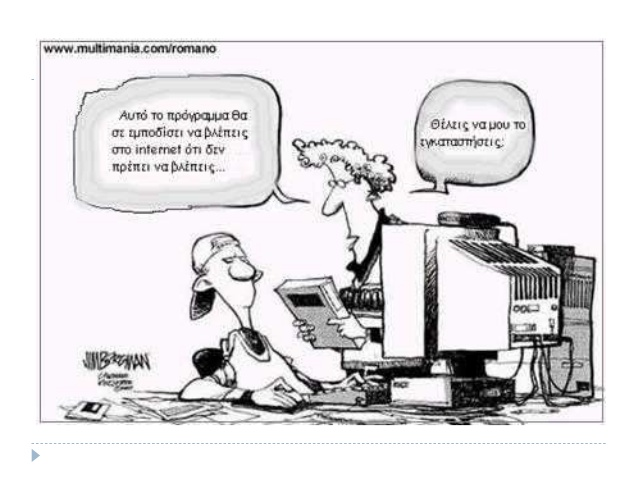 www.multimania.com/romano
Αυτό το πρόγραμμα θα
σε εμποδίσει να βλέπεις
στο internet ότι δεν
πρέπει να βλέπεις...
Θέλεις να μου το
εγκαταστήσεις;
JIM BORGMAN